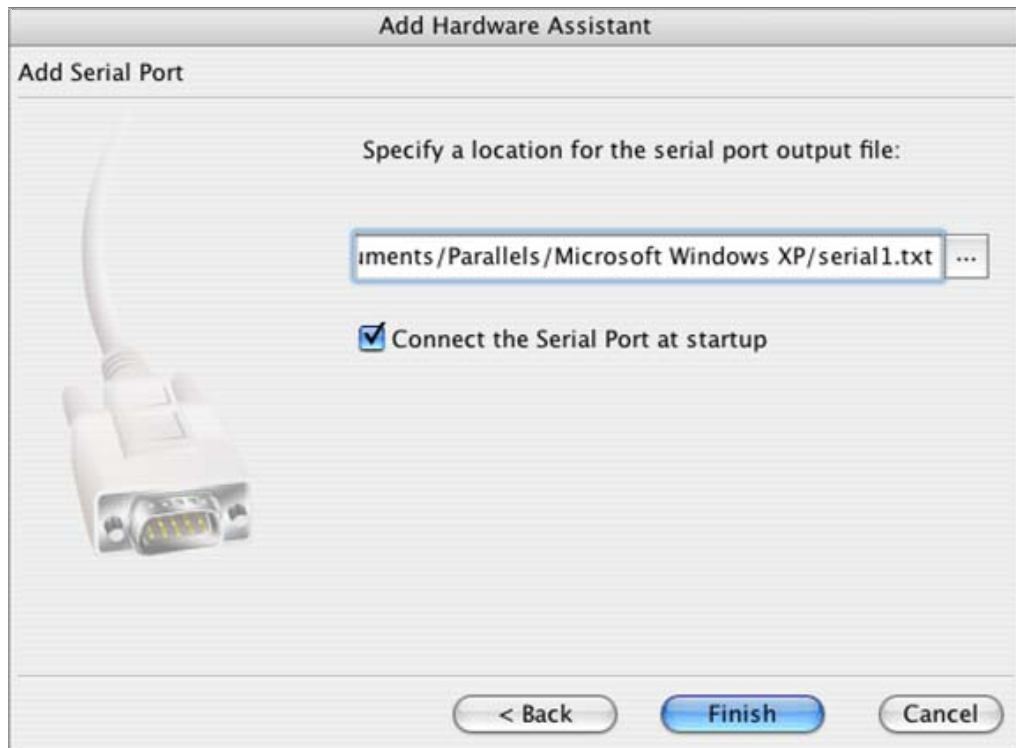 Add Hardware Assistant
Add Serial Port
Specify a location for the serial port output file:
uments/Parallels/Microsoft Windows XP/serial1.txt ...
Connect the Serial Port at startup
< Back Finish Cancel